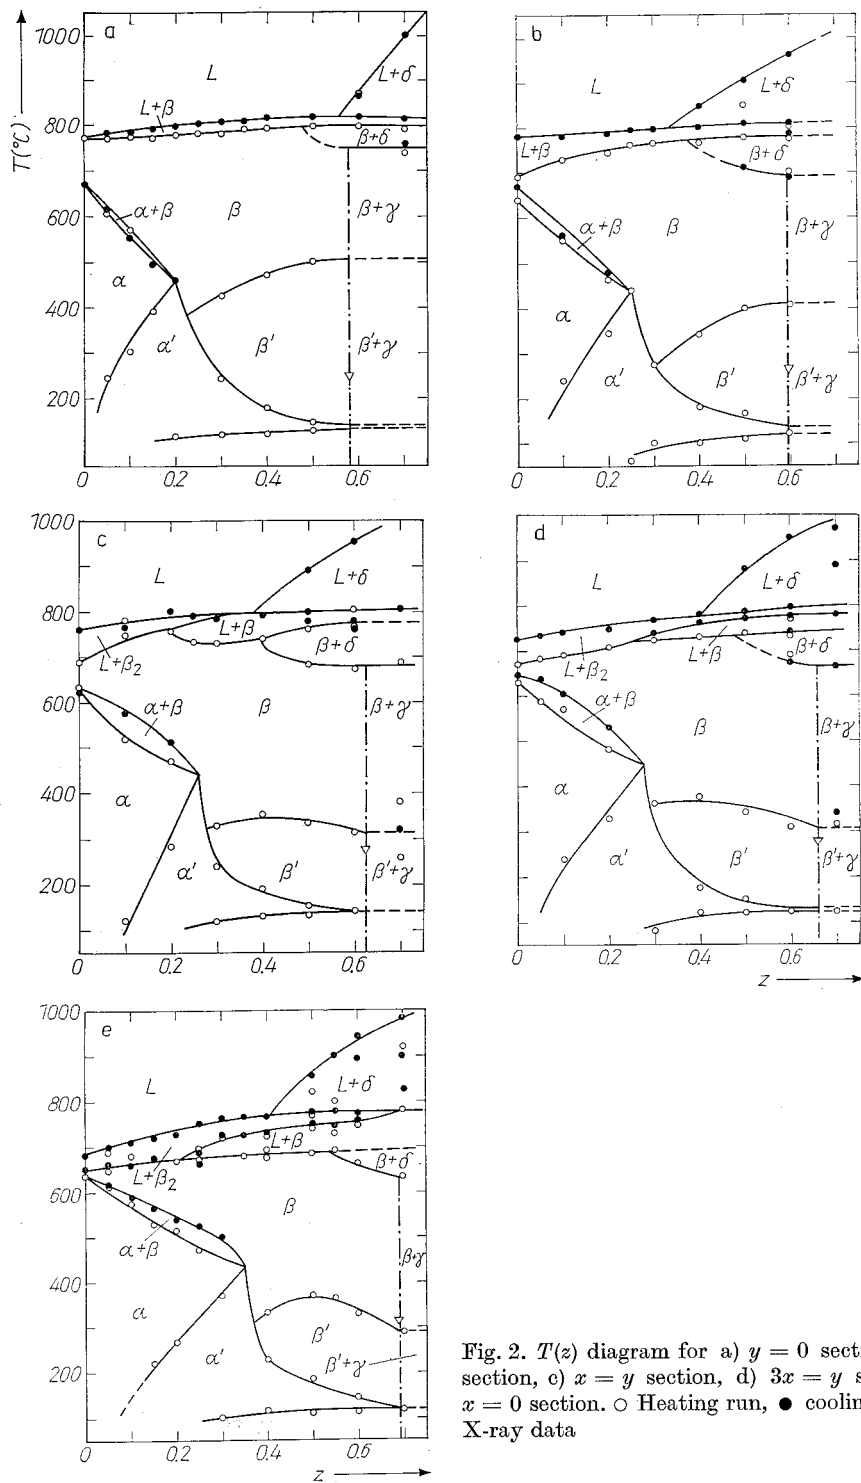 a
T(°C)
1000
800
600
400
200
0
0.2
0.4
0.6
L
L+δ
L+β
β+δ
α+β
β
β+γ
α
α'
β'
β'+γ
b
0
0.2
0.4
0.6
L
L+δ
L+β
β+δ
α+β
β
β+γ
α
α'
β'
β'+γ
c
1000
800
600
400
200
0
0.2
0.4
0.6
L
L+δ
L+β
L+β₂
β+δ
α+β
β
β+γ
α
α'
β'
β'+γ
d
0
0.2
0.4
0.6
z
L
L+δ
L+β
L+β₂
β+δ
α+β
β
β+γ
α
α'
β'
β'+γ
e
1000
800
600
400
200
0
0.2
0.4
0.6
z
L
L+δ
L+β
L+β₂
β+δ
β
α+β
β+γ
α
α'
β'
β'+γ
Fig. 2. T(z) diagram for a) y = 0 secti
section, c) x = y section, d) 3x = y s
x = 0 section. ○ Heating run, ● coolin
X-ray data